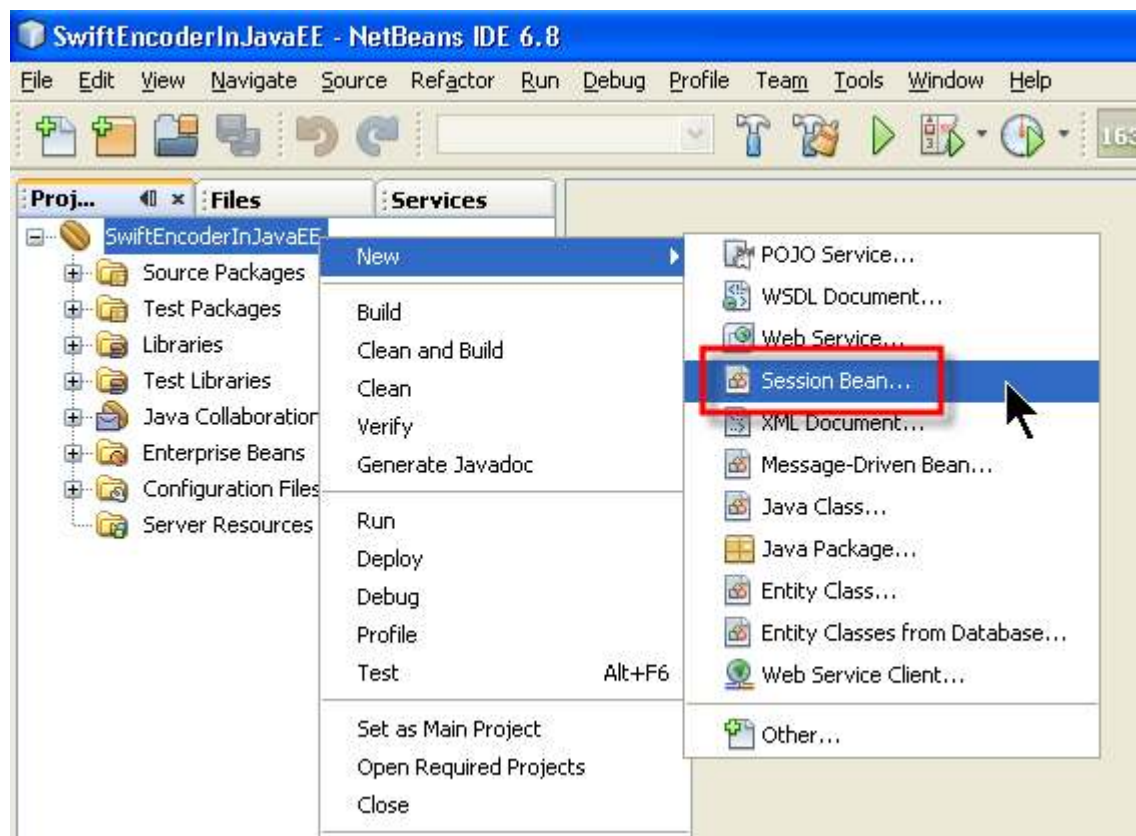 SwiftEncoderInJavaEE - NetBeans IDE 6.8
File Edit View Navigate Source Refactor Run Debug Profile Team Tools Window Help
163
Proj... Files Services
SwiftEncoderInJavaEE
Source Packages
Test Packages
Libraries
Test Libraries
Java Collaboration
Enterprise Beans
Configuration Files
Server Resources
New
Build
Clean and Build
Clean
Verify
Generate Javadoc
Run
Deploy
Debug
Profile
Test Alt+F6
Set as Main Project
Open Required Projects
Close
POJO Service...
WSDL Document...
Web Service...
Session Bean...
XML Document...
Message-Driven Bean...
Java Class...
Java Package...
Entity Class...
Entity Classes from Database...
Web Service Client...
Other...